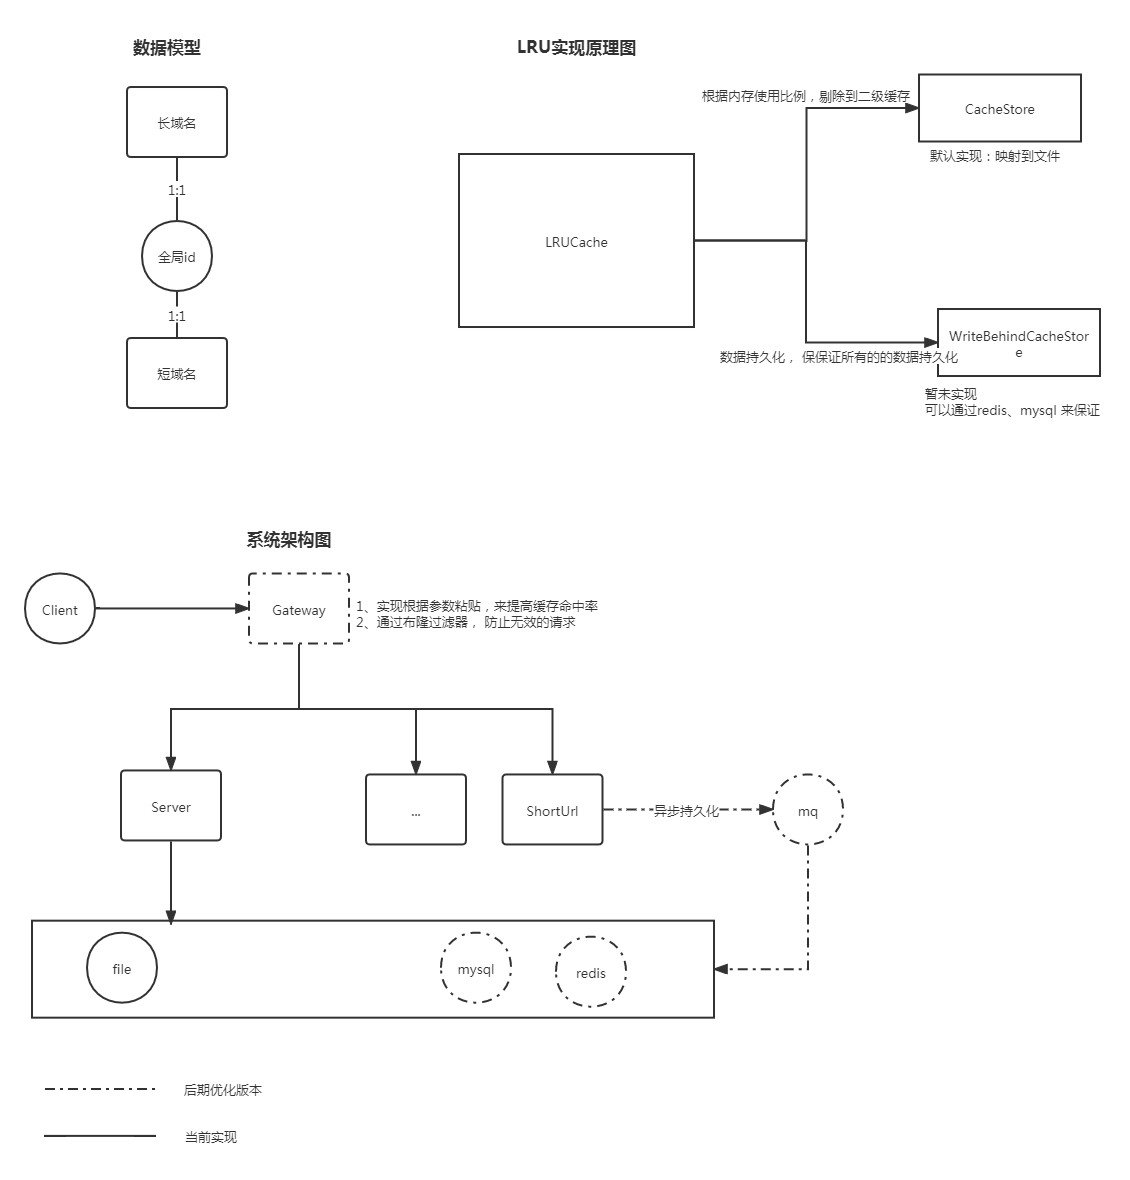 数据模型
长域名
1:1
全局id
1:1
短域名
LRU实现原理图
根据内存使用比例，剔除到二级缓存
CacheStore
默认实现：映射到文件
LRUCache
WriteBehindCacheStor
e
数据持久化， 保保证所有的的数据持久化
暂未实现
可以通过redis、mysql 来保证
系统架构图
Client
Gateway
1、实现根据参数粘贴，来提高缓存命中率
2、通过布隆过滤器， 防止无效的请求
Server
...
ShortUrl
异步持久化
mq
file
mysql
redis
后期优化版本
当前实现